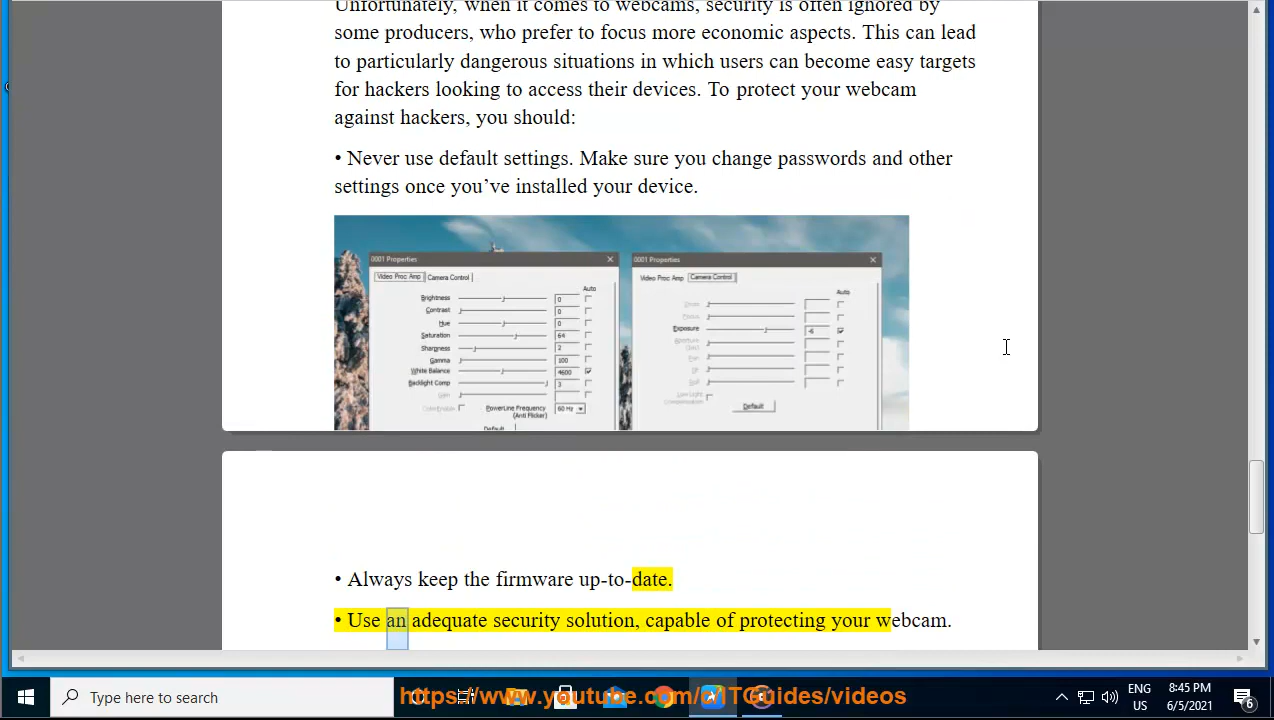 Unfortunately, when it comes to webcams, security is often ignored by
some producers, who prefer to focus more economic aspects. This can lead
to particularly dangerous situations in which users can become easy targets
for hackers looking to access their devices. To protect your webcam
against hackers, you should:
• Never use default settings. Make sure you change passwords and other
settings once you’ve installed your device.
0001 Properties
0001 Properties
Video Proc Amp Camera Control
Video Proc Amp Camera Control
Auto
Auto
Brightness 0
Contrast 0
Hue 0
Exposure -6
Saturation 64
Sharpness 2
Gamma 100
White Balance 4600
Backlight Comp 3
Gain
PowerLine Frequency 60 Hz
(Anti Flicker)
Default
Default
• Always keep the firmware up-to-date.
• Use an adequate security solution, capable of protecting your webcam.
Type here to search
https://www.youtube.com/c/ITGuides/videos
ENG
US
8:45 PM
6/5/2021
6